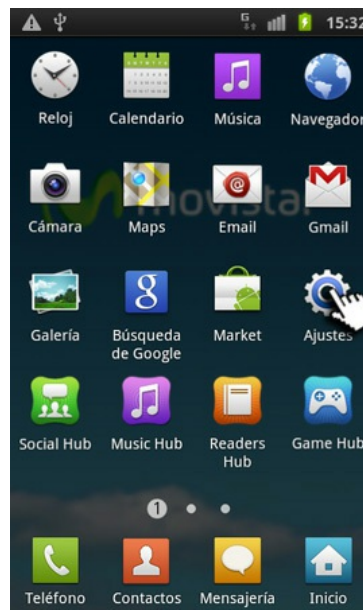 G
15:32
Reloj
Calendario
Música
Navegador
movistar
Cámara
Maps
Email
Gmail
8
Galería
Búsqueda
de Google
Market
Ajustes
Social Hub
Music Hub
Readers
Hub
Game Hub
1
Teléfono
Contactos
Mensajería
Inicio